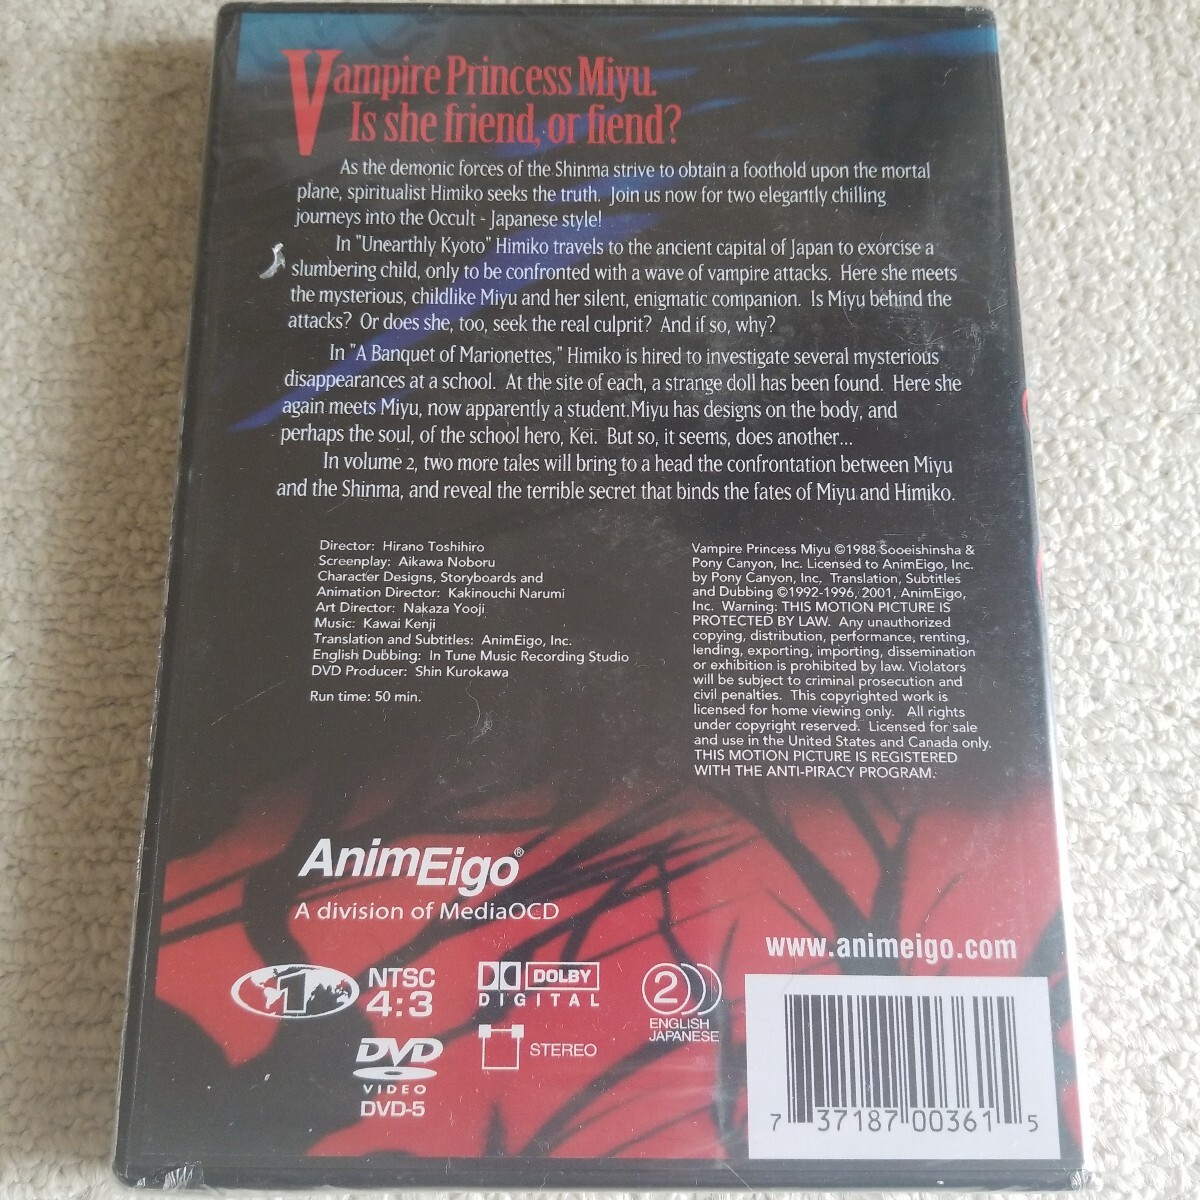 Vampire Princess Miyu.
Is she friend, or fiend?
As the demonic forces of the Shinma strive to obtain a foothold upon the mortal
plane, spiritualist Himiko seeks the truth. Join us now for two elegantly chilling
journeys into the Occult - Japanese style!
In "Unearthly Kyoto" Himiko travels to the ancient capital of Japan to exorcise a
slumbering child, only to be confronted with a wave of vampire attacks. Here she meets
the mysterious, childlike Miyu and her silent, enigmatic companion. Is Miyu behind the
attacks? Or does she, too, seek the real culprit? And if so, why?
In "A Banquet of Marionettes," Himiko is hired to investigate several mysterious
disappearances at a school. At the site of each, a strange doll has been found. Here she
again meets Miyu, now apparently a student.Miyu has designs on the body, and
perhaps the soul, of the school hero, Kei. But so, it seems, does another...
In volume 2, two more tales will bring to a head the confrontation between Miyu
and the Shinma, and reveal the terrible secret that binds the fates of Miyu and Himiko.
Director: Hirano Toshihiro
Screenplay: Aikawa Noboru
Character Designs, Storyboards and
Animation Director: Kakinouchi Narumi
Art Director: Nakaza Yooji
Music: Kawai Kenji
Translation and Subtitles: AnimEigo, Inc.
English Dubbing: In Tune Music Recording Studio
DVD Producer: Shin Kurokawa
Run time: 50 min.
Vampire Princess Miyu ©1988 Sooeishinsha &
Pony Canyon, Inc. Licensed to AnimEigo, Inc.
by Pony Canyon, Inc, Translation, Subtitles
and Dubbing ©1992-1996, 2001, AnimEigo,
Inc. Warning: THIS MOTION PICTURE IS
PROTECTED BY LAW. Any unauthorized
copying, distribution, performance, renting,
lending, exporting, importing, dissemination
or exhibition is prohibited by law. Violators
will be subject to criminal prosecution and
civil penalties. This copyrighted work is
licensed for home viewing only. All rights
under copyright reserved. Licensed for sale
and use in the United States and Canada only.
THIS MOTION PICTURE IS REGISTERED
WITH THE ANTI-PIRACY PROGRAM.
AnimEigo®
A division of MediaOCD
www.animeigo.com
1
NTSC
4:3
DVD
VIDEO
DVD-5
DOLBY
DIGITAL
STEREO
2
ENGLISH
JAPANESE
7 37187 00361 5